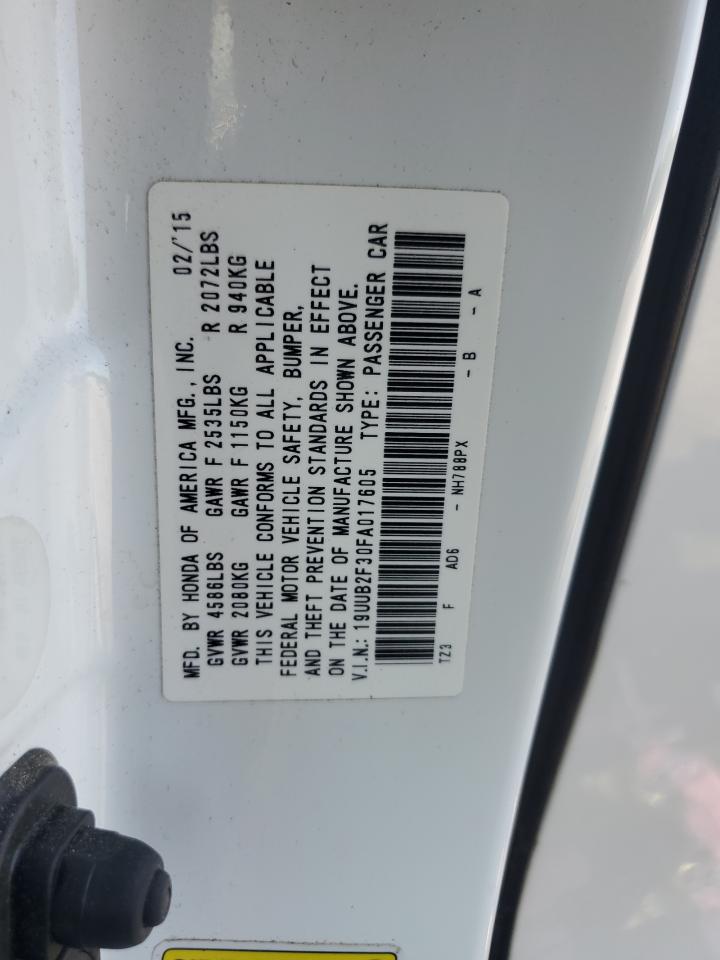 MFD. BY HONDA OF AMERICA MFG., INC. 02/'15
GVWR 4586LBS GAWR F 2535LBS R 2072LBS
GVWR 2080KG GAWR F 1150KG R 940KG
THIS VEHICLE CONFORMS TO ALL APPLICABLE
FEDERAL MOTOR VEHICLE SAFETY, BUMPER,
AND THEFT PREVENTION STANDARDS IN EFFECT
ON THE DATE OF MANUFACTURE SHOWN ABOVE.
V.I.N.: 19UUB2F30FA017605 TYPE: PASSENGER CAR
TZ3 F AD6 - NH788PX - B - A